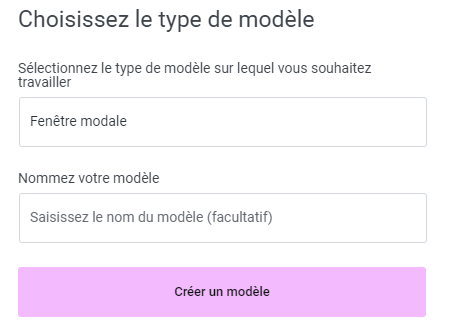 Choisissez le type de modèle
Sélectionnez le type de modèle sur lequel vous souhaitez
travailler
Fenêtre modale
Nommez votre modèle
Saisissez le nom du modèle (facultatif)
Créer un modèle